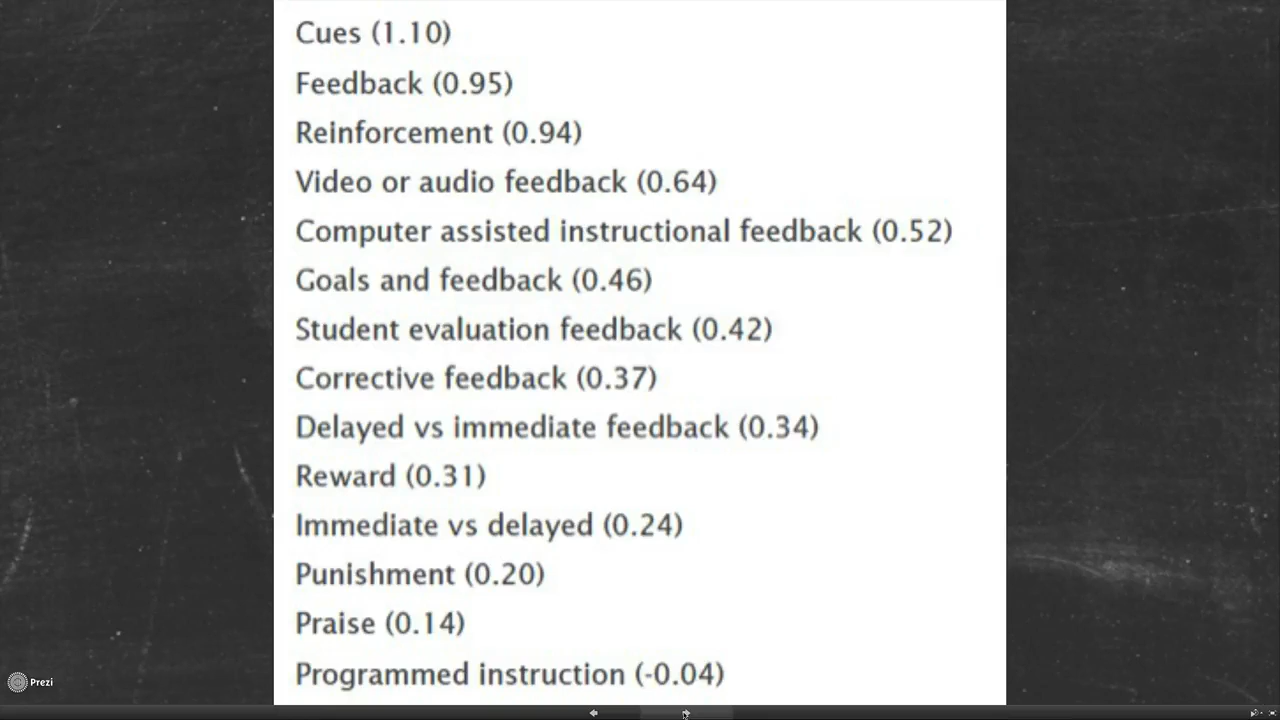 Cues (1.10)
Feedback (0.95)
Reinforcement (0.94)
Video or audio feedback (0.64)
Computer assisted instructional feedback (0.52)
Goals and feedback (0.46)
Student evaluation feedback (0.42)
Corrective feedback (0.37)
Delayed vs immediate feedback (0.34)
Reward (0.31)
Immediate vs delayed (0.24)
Punishment (0.20)
Praise (0.14)
Programmed instruction (-0.04)
Prezi